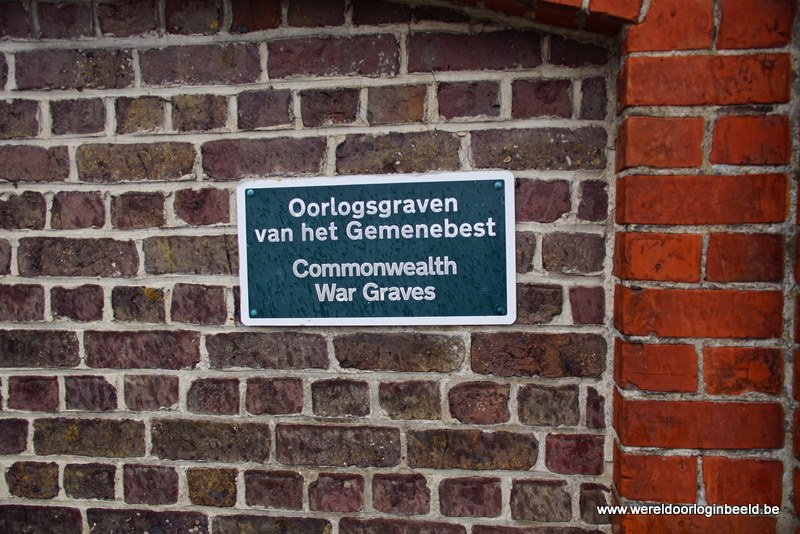 Oorlogsgraven
van het Gemenebest
Commonwealth
War Graves
www.wereldoorloginbeeld.be